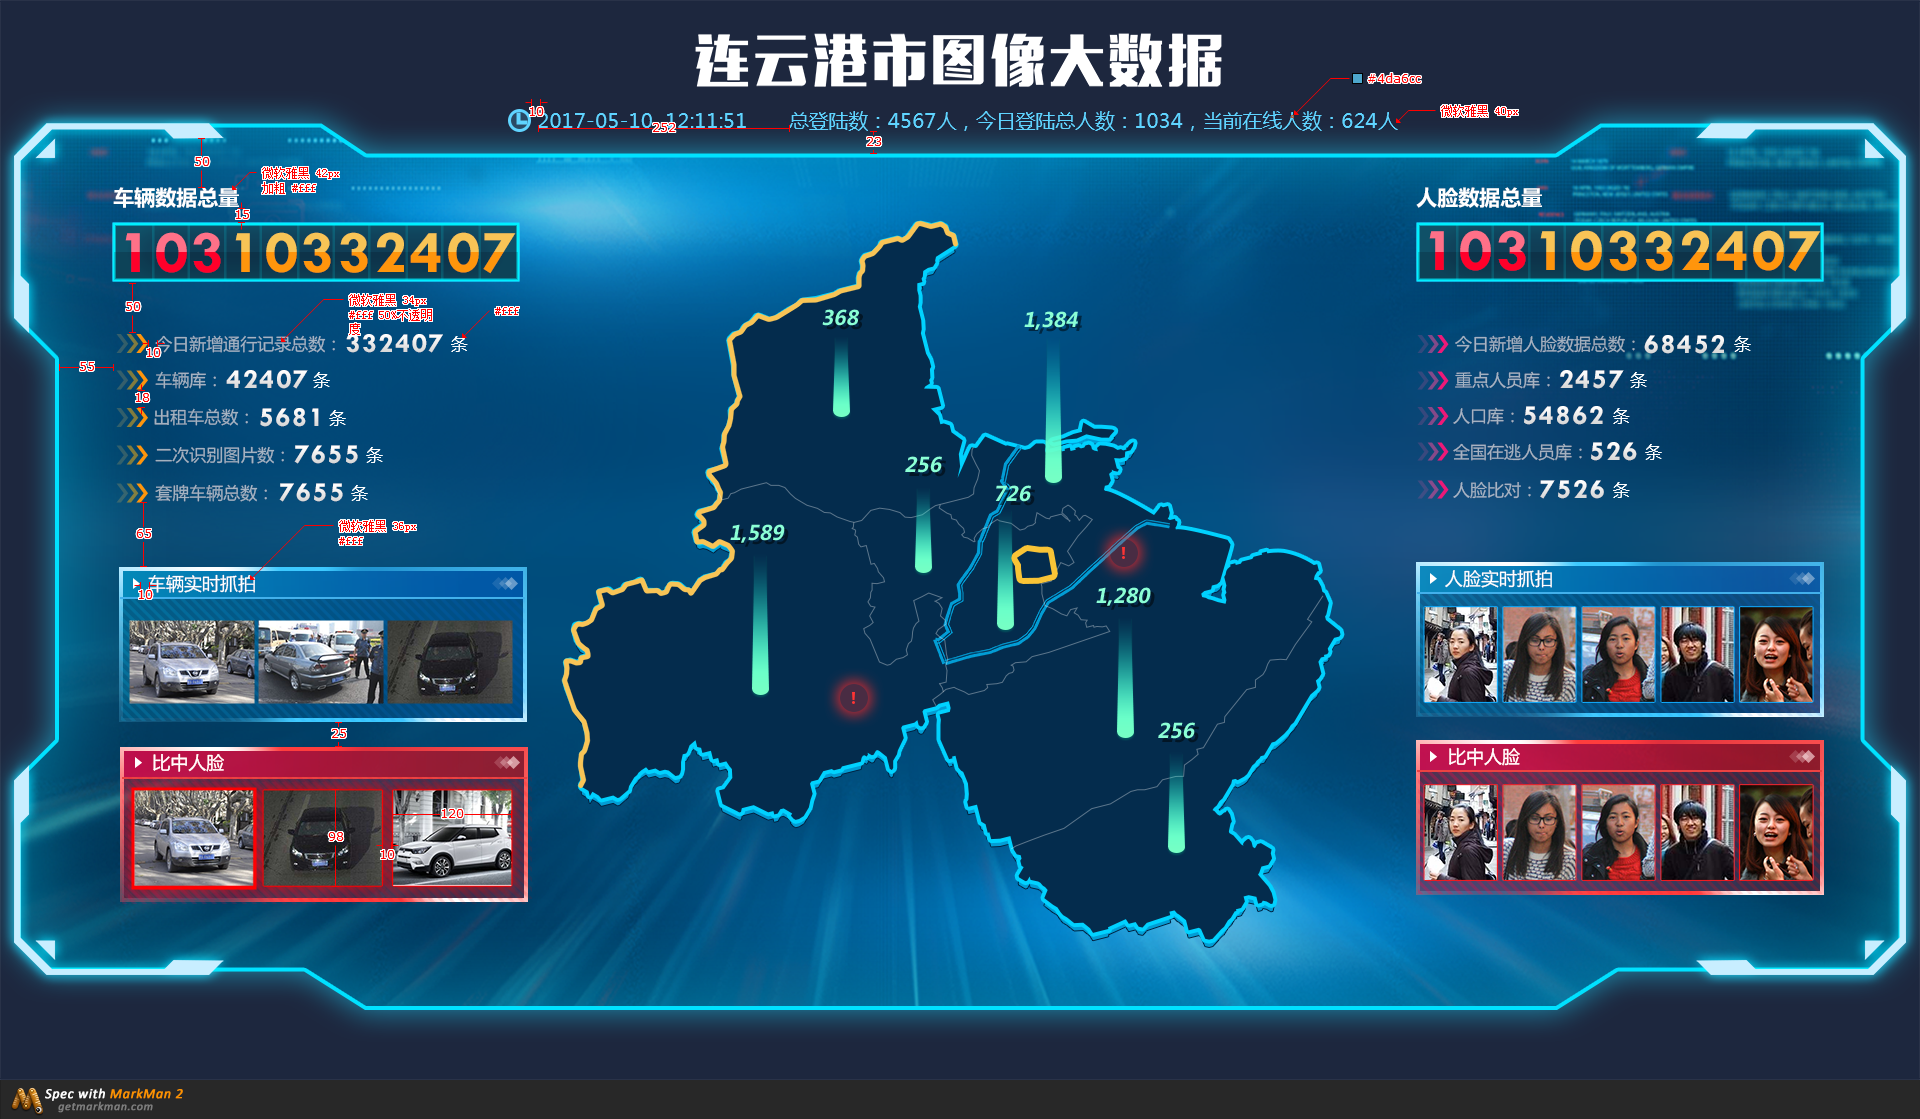 连云港市图像大数据
#4da6cc
10
2017-05-10 12:11:51
252
总登陆数：4567人，今日登陆总人数：1034，当前在线人数：624人
微软雅黑 40px
23
50
微软雅黑 42px
加粗 #fff
车辆数据总量
15
10310332407
50
微软雅黑 34px
#fff 50%不透明
度
#fff
今日新增通行记录总数：332407 条
10
55
车辆库：42407 条
18
出租车总数：5681 条
二次识别图片数：7655 条
套牌车辆总数：7655 条
65
微软雅黑 36px
#fff
车辆实时抓拍
10
25
比中人脸
98
10
120
368
1,384
256
726
1,589
!
1,280
!
256
人脸数据总量
10310332407
今日新增人脸数据总数：68452 条
重点人员库：2457 条
人口库：54862 条
全国在逃人员库：526 条
人脸比对：7526 条
人脸实时抓拍
比中人脸
Spec with MarkMan 2
getmarkman.com